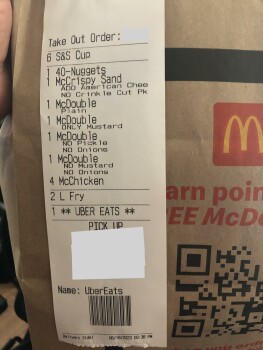 Take Out Order:
6 S&S Cup
1 40-Nuggets
1 McCrispy Sand
ADD American Chee
NO Crinkle Cut Pk
1 McDouble
Plain
1 McDouble
ONLY Mustard
1 McDouble
NO Pickle
NO Onions
1 McDouble
NO Mustard
NO Onions
4 McChicken
2 L Fry
1 ** UBER EATS **
PICK UP
Name: UberEats
arn poin
EE McDo